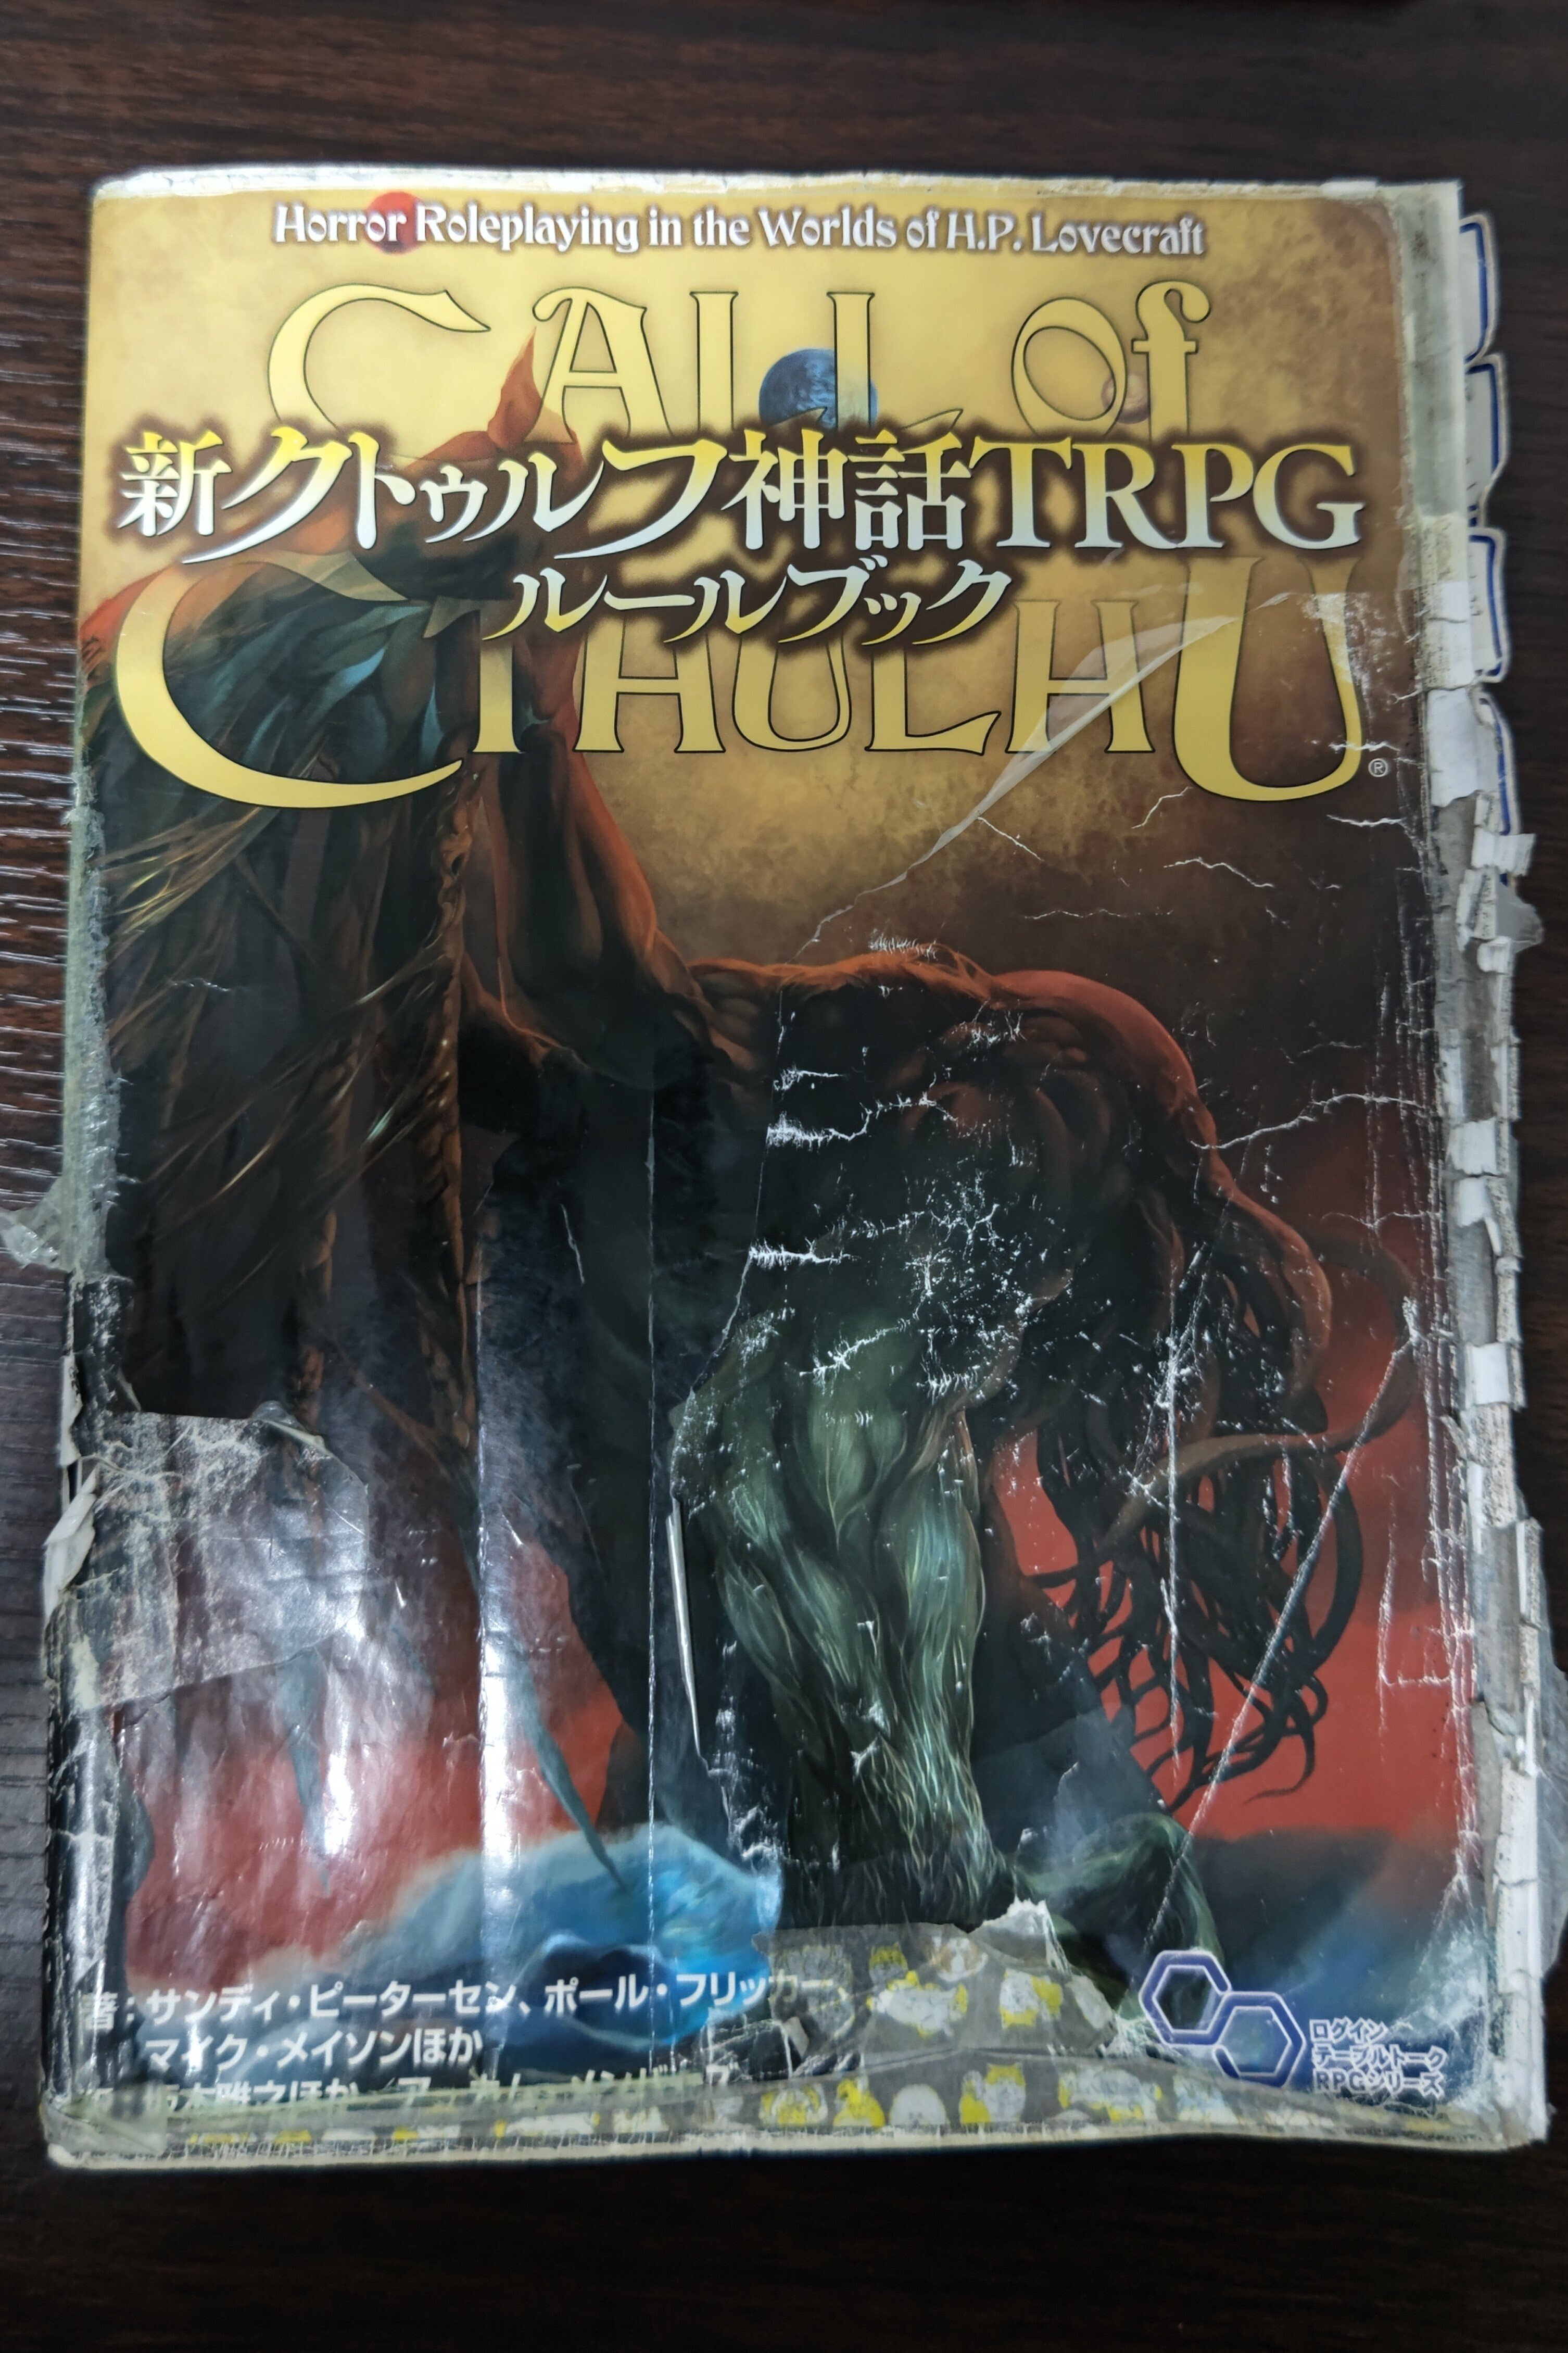 Horror Roleplaying in the Worlds of H.P. Lovecraft
CALL of
新クトゥルフ神話TRPG
ルールブック
CTHULHU®
著:サンディ・ピーターセン、ポール・フリッカー、
マイク・メイソンほか
ログイン
テーブルトーク
RPGシリーズ